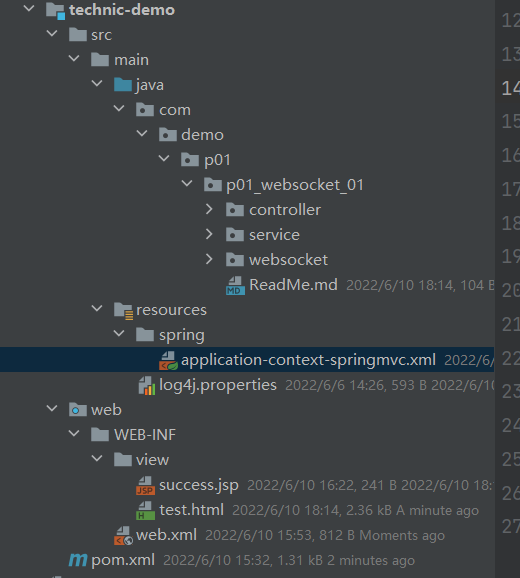 technic-demo
src
main
java
com
demo
p01
p01_websocket_01
controller
service
websocket
ReadMe.md 2022/6/10 18:14, 104 B
resources
spring
application-context-springmvc.xml 2022/6/
log4j.properties 2022/6/6 14:26, 593 B 2022/6/10
web
WEB-INF
view
success.jsp 2022/6/10 16:22, 241 B 2022/6/10 18:
test.html 2022/6/10 18:14, 2.36 kB A minute ago
web.xml 2022/6/10 15:53, 812 B Moments ago
pom.xml 2022/6/10 15:32, 1.31 kB 2 minutes ago
12
13
14
15
16
17
18
19
20
21
22
23
24
25
26
27